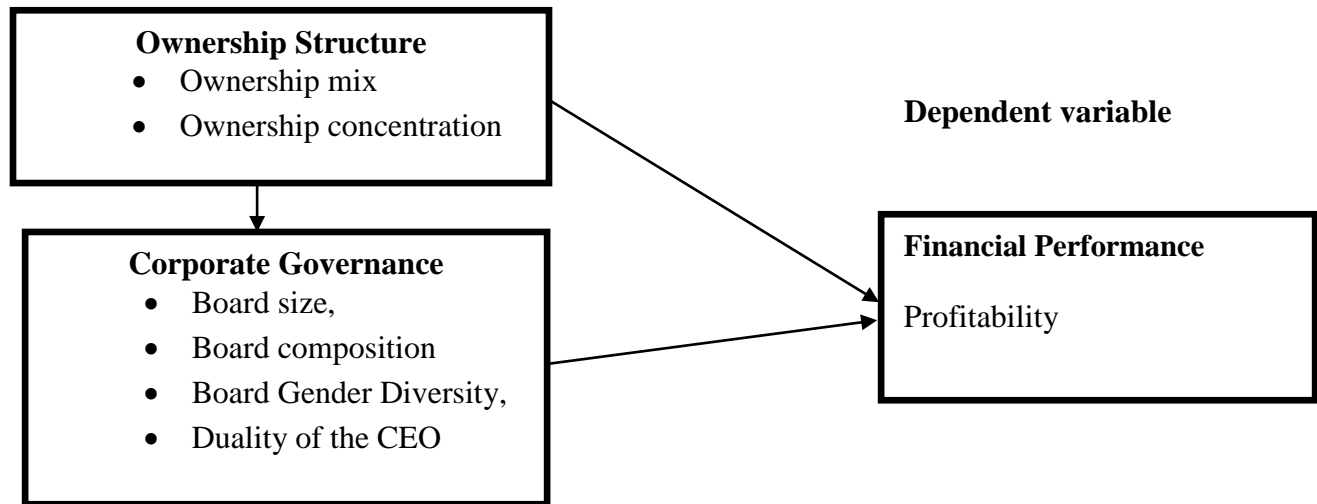 Ownership Structure
• Ownership mix
• Ownership concentration
Dependent variable
Corporate Governance
• Board size,
• Board composition
• Board Gender Diversity,
• Duality of the CEO
Financial Performance
Profitability